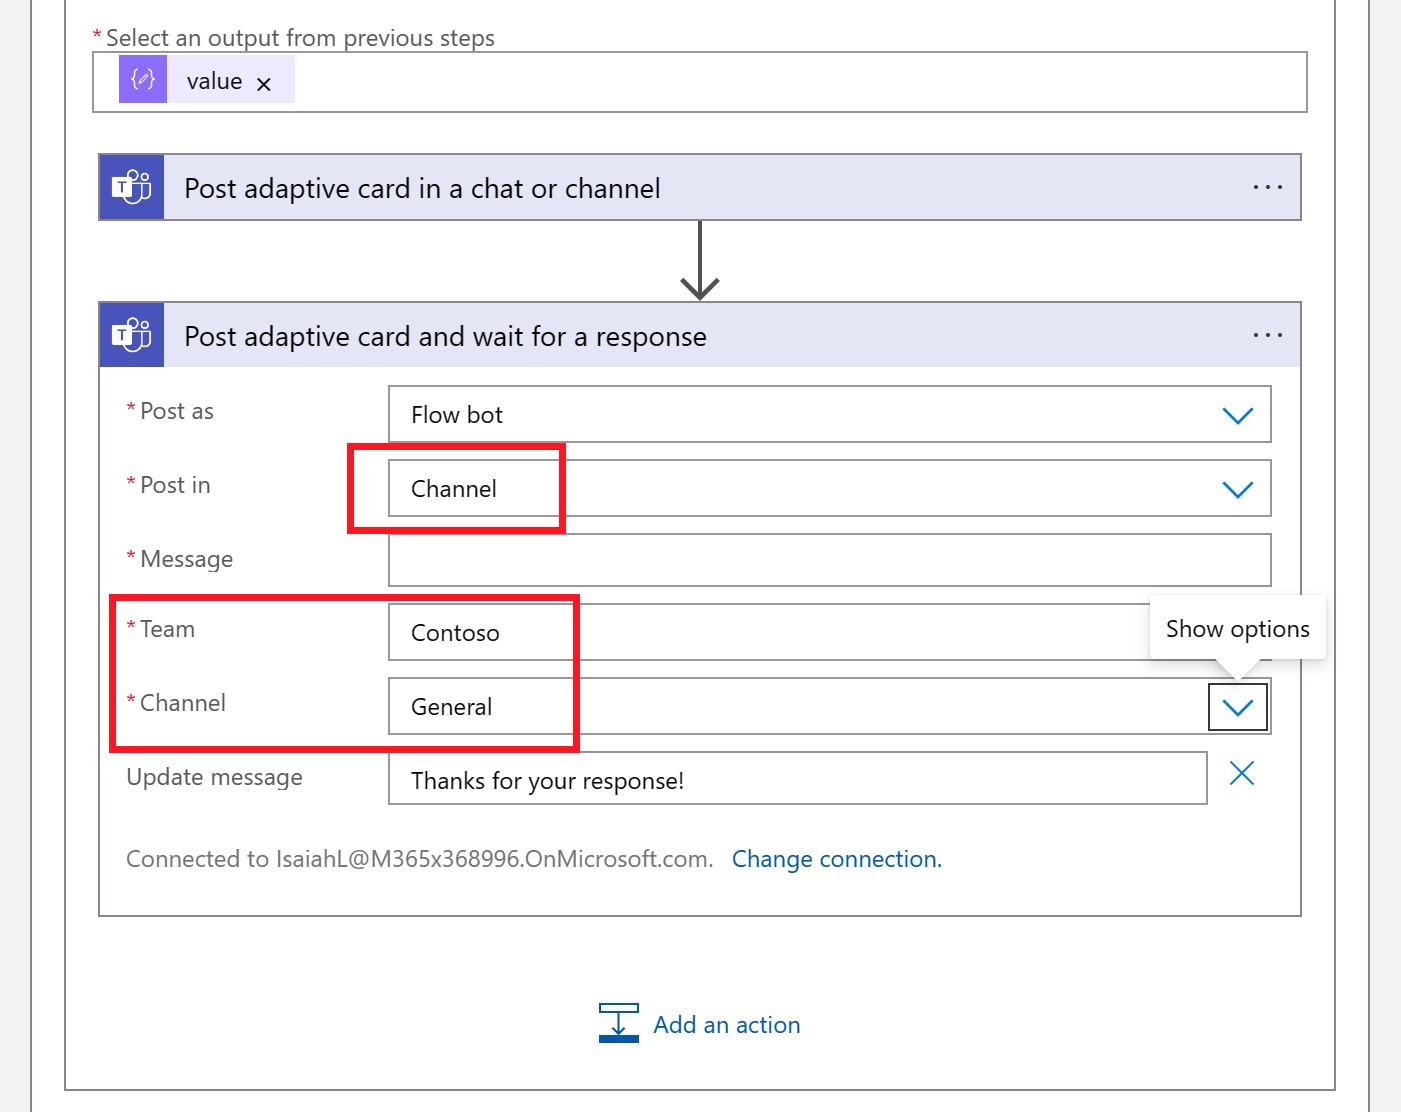 * Select an output from previous steps
value
Post adaptive card in a chat or channel
Post adaptive card and wait for a response
* Post as
Flow bot
* Post in
Channel
* Message
* Team
Contoso
Show options
* Channel
General
Update message
Thanks for your response!
Connected to IsaiahL@M365x368996.OnMicrosoft.com. Change connection.
Add an action